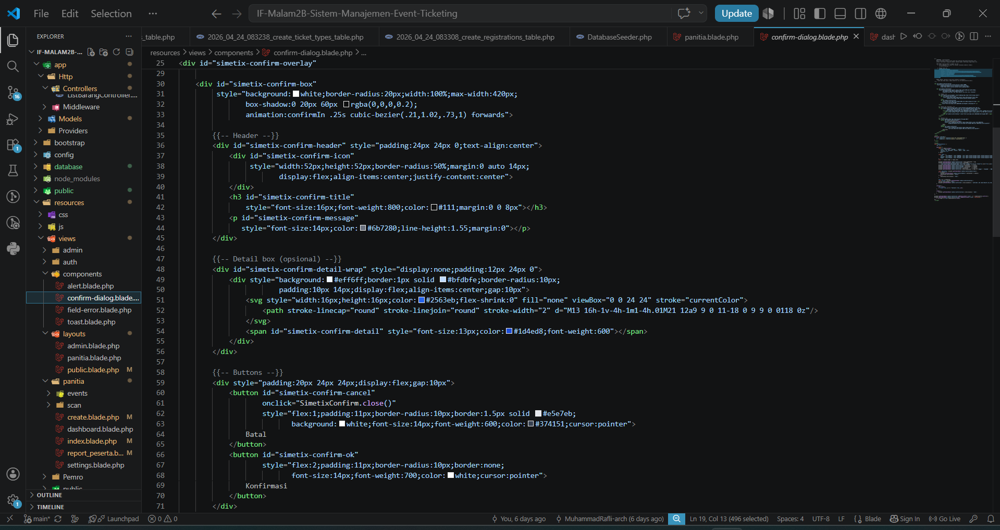 File Edit Selection ··· IF-Malam2B-Sistem-Manajemen-Event-Ticketing Update
EXPLORER ···
_table.php 2026_04_24_083238_create_ticket_types_table.php 2026_04_24_083308_create_registrations_table.php DatabaseSeeder.php panitia.blade.php confirm-dialog.blade.php dash
IF-MALAM2B-...
app
Http
Controllers
ListBarangController....
Middleware
Models
Providers
bootstrap
config
database
node_modules
public
resources
css
js
views
admin
auth
components
alert.blade.php
confirm-dialog.blade....
field-error.blade.php
toast.blade.php
layouts
admin.blade.php
panitia.blade.php
public.blade.php M
panitia
events
scan
create.blade.php M
dashboard.blade.php
index.blade.php M
report_peserta.b... M
settings.blade.php
Pemro
public
OUTLINE
TIMELINE
16
1
1
resources > views > components > confirm-dialog.blade.php > ...
25 <div id="simetix-confirm-overlay"
29
30 <div id="simetix-confirm-box"
31 style="background:white;border-radius:20px;width:100%;max-width:420px;
32 box-shadow:0 20px 60px rgba(0,0,0,0.2);
33 animation:confirmIn .25s cubic-bezier(.21,1.02,.73,1) forwards">
34
35 {{-- Header --}}
36 <div id="simetix-confirm-header" style="padding:24px 24px 0;text-align:center">
37 <div id="simetix-confirm-icon"
38 style="width:52px;height:52px;border-radius:50%;margin:0 auto 14px;
39 display:flex;align-items:center;justify-content:center">
40 </div>
41 <h3 id="simetix-confirm-title"
42 style="font-size:16px;font-weight:800;color:#111;margin:0 0 8px"></h3>
43 <p id="simetix-confirm-message"
44 style="font-size:14px;color:#6b7280;line-height:1.55;margin:0"></p>
45 </div>
46
47 {{-- Detail box (opsional) --}}
48 <div id="simetix-confirm-detail-wrap" style="display:none;padding:12px 24px 0">
49 <div style="background:#eff6ff;border:1px solid #bfdbfe;border-radius:10px;
50 padding:10px 14px;display:flex;align-items:center;gap:10px">
51 <svg style="width:16px;height:16px;color:#2563eb;flex-shrink:0" fill="none" viewBox="0 0 24 24" stroke="currentColor">
52 <path stroke-linecap="round" stroke-linejoin="round" stroke-width="2" d="M13 16h-1v-4h-1m1-4h.01M21 12a9 9 0 11-18 0 9 9 0 0118 0z"/>
53 </svg>
54 <span id="simetix-confirm-detail" style="font-size:13px;color:#1d4ed8;font-weight:600"></span>
55 </div>
56 </div>
57
58 {{-- Buttons --}}
59 <div style="padding:20px 24px 24px;display:flex;gap:10px">
60 <button id="simetix-confirm-cancel"
61 onclick="SimetixConfirm.close()"
62 style="flex:1;padding:11px;border-radius:10px;border:1.5px solid #e5e7eb;
63 background:white;font-size:14px;font-weight:600;color:#374151;cursor:pointer">
64 Batal
65 </button>
66 <button id="simetix-confirm-ok"
67 style="flex:2;padding:11px;border-radius:10px;border:none;
68 font-size:14px;font-weight:700;color:white;cursor:pointer">
69 Konfirmasi
70 </button>
71 </div>
main* Launchpad 0 0 You, 6 days ago MuhammadRafli-arch (6 days ago) Ln 19, Col 13 (496 selected) Spaces: 4 UTF-8 LF Blade Sign In Go Live